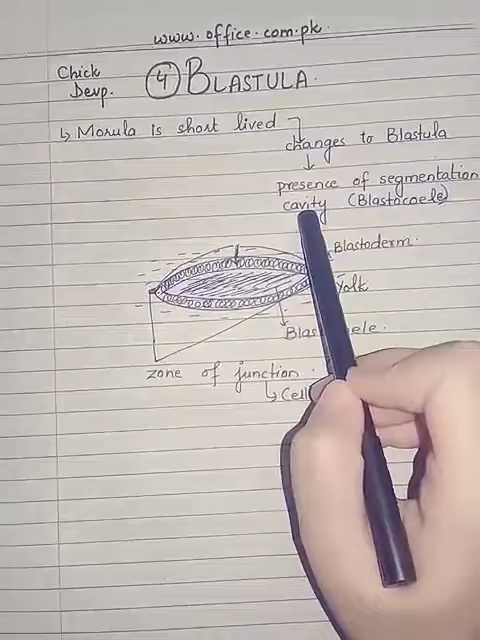 www.office.com.pk
Chick
Devp.
④ BLASTULA.
↳ Morula is short lived
changes to Blastula
presence of segmentation
cavity (Blastocoele)
Blastoderm.
Yolk
zone of junction.
↳ Cell